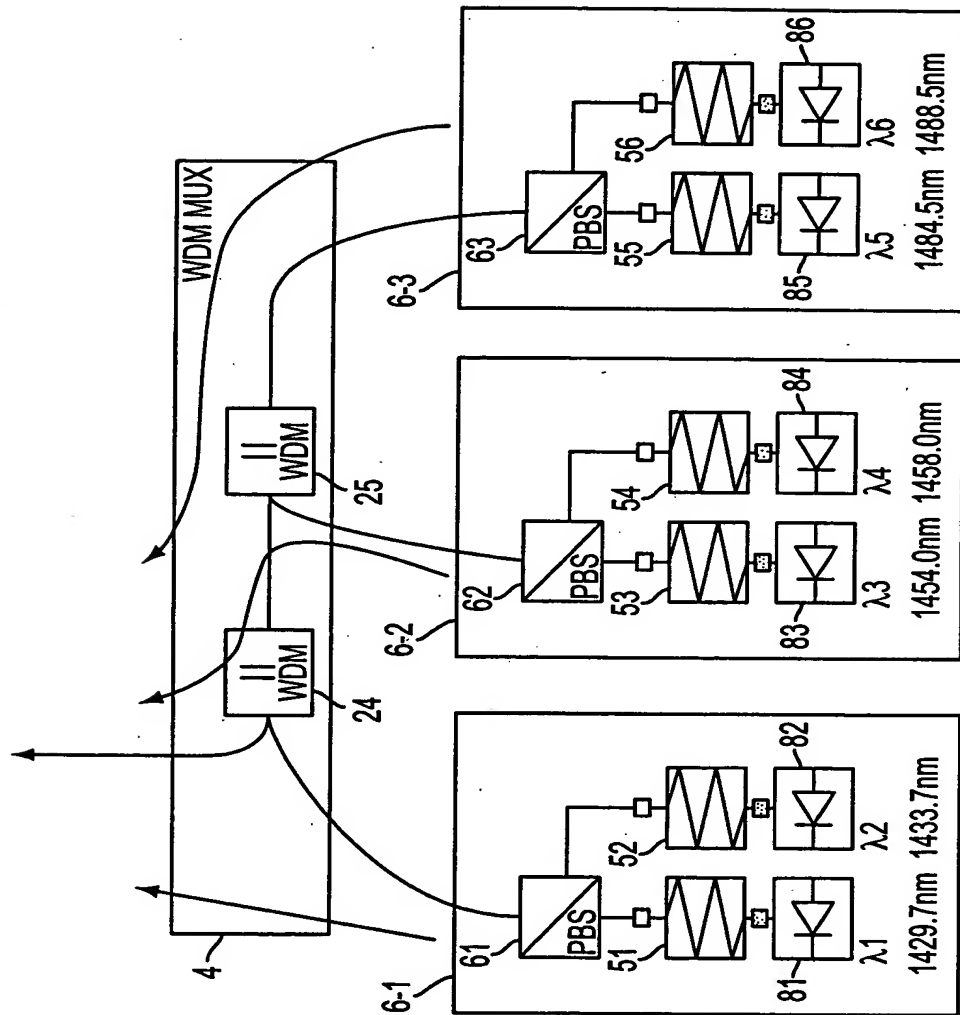 WDM MUX
4
WDM
24
WDM
25
6-1
61
PBS
51
52
81
82
λ1
λ2
1429.7nm
1433.7nm
6-2
62
PBS
53
54
83
84
λ3
λ4
1454.0nm
1458.0nm
6-3
63
PBS
55
56
85
86
λ5
λ6
1484.5nm
1488.5nm